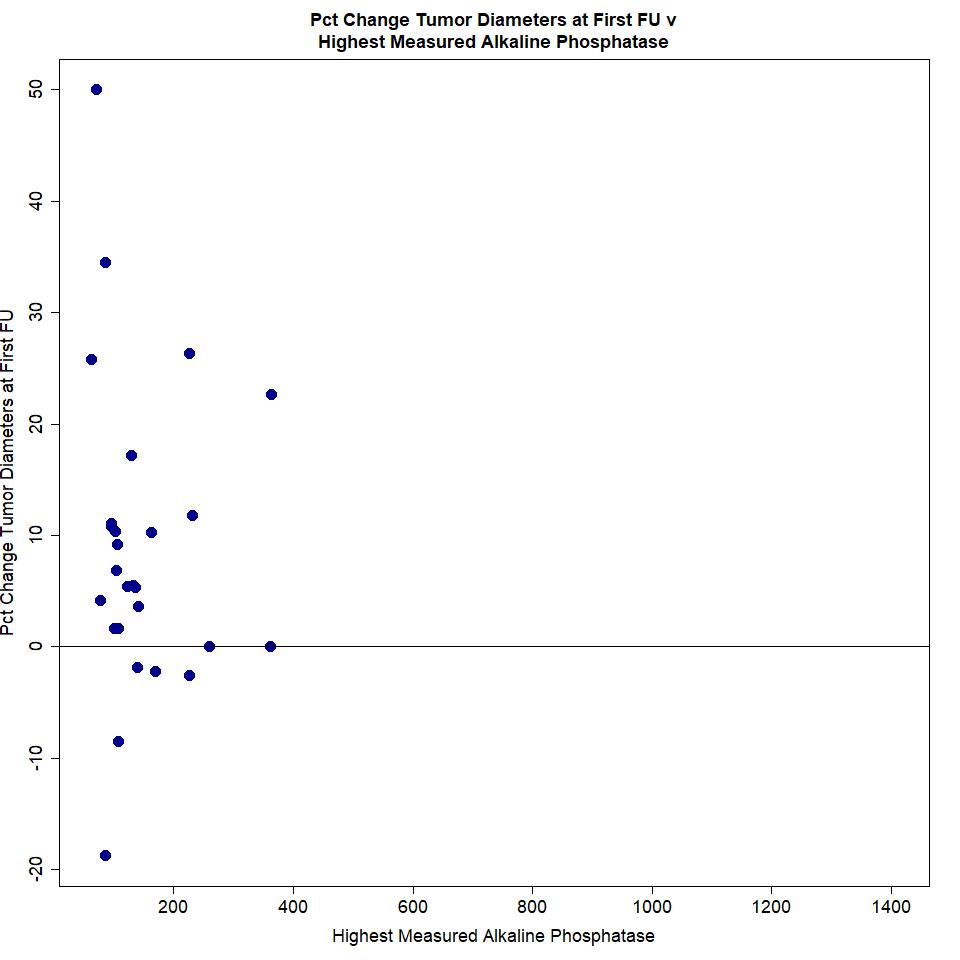 Pct Change Tumor Diameters at First FU v
Highest Measured Alkaline Phosphatase
Pct Change Tumor Diameters at First FU
50
40
30
20
10
0
-10
-20
200 400 600 800 1000 1200 1400
Highest Measured Alkaline Phosphatase